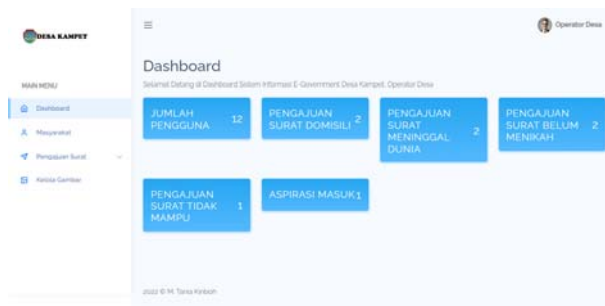 DESA KAMPET
Operator Desa
MAIN MENU
Dashboard
Masyarakat
Pengajuan Surat
Kelola Gambar
Dashboard
Selamat Datang di Dashboard Sistem Informasi E-Government Desa Kampet, Operator Desa
JUMLAH
PENGGUNA 12
PENGAJUAN
SURAT DOMISILI 2
PENGAJUAN
SURAT
MENINGGAL 2
DUNIA
PENGAJUAN
SURAT BELUM 2
MENIKAH
PENGAJUAN
SURAT TIDAK 1
MAMPU
ASPIRASI MASUK 1
2022 © M. Tania